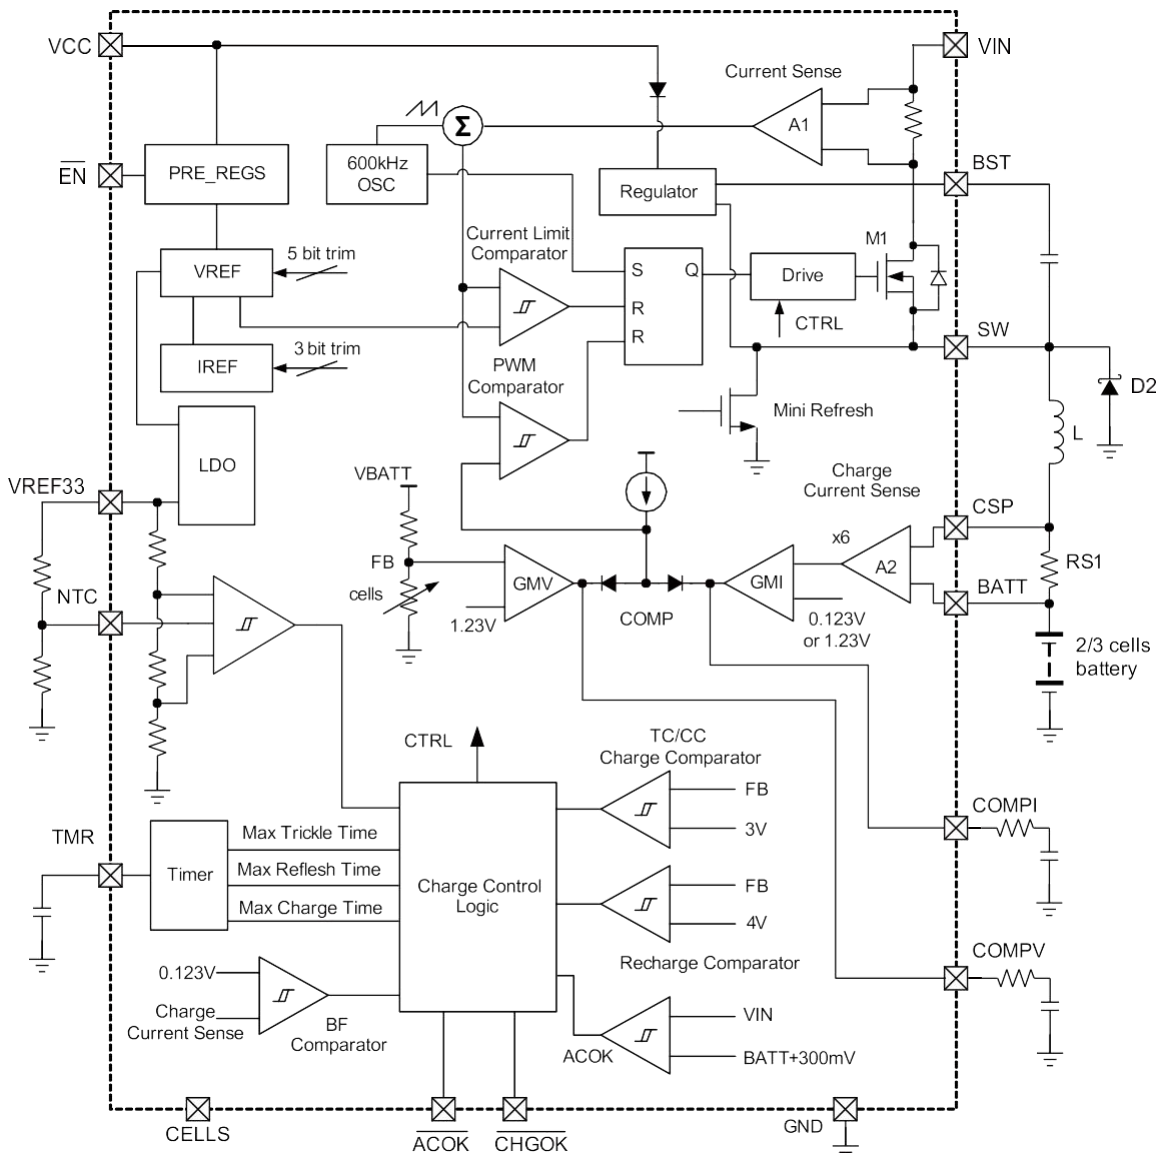 VCC
VIN
Current Sense
A1
Σ
600kHz
OSC
EN
PRE_REGS
BST
Regulator
Current Limit
Comparator
M1
5 bit trim
VREF
S
Q
R
R
Drive
CTRL
SW
3 bit trim
IREF
PWM
Comparator
Mini Refresh
D2
L
LDO
VREF33
VBATT
Charge
Current Sense
CSP
x6
A2
RS1
FB
GMV
GMI
BATT
NTC
cells
1.23V
COMP
0.123V
or 1.23V
2/3 cells
battery
CTRL
TC/CC
Charge Comparator
FB
3V
COMPI
TMR
Timer
Max Trickle Time
Max Reflesh Time
Max Charge Time
Charge Control
Logic
FB
4V
Recharge Comparator
COMPV
0.123V
Charge
Current Sense
BF
Comparator
VIN
ACOK
BATT+300mV
CELLS
ACOK
CHGOK
GND